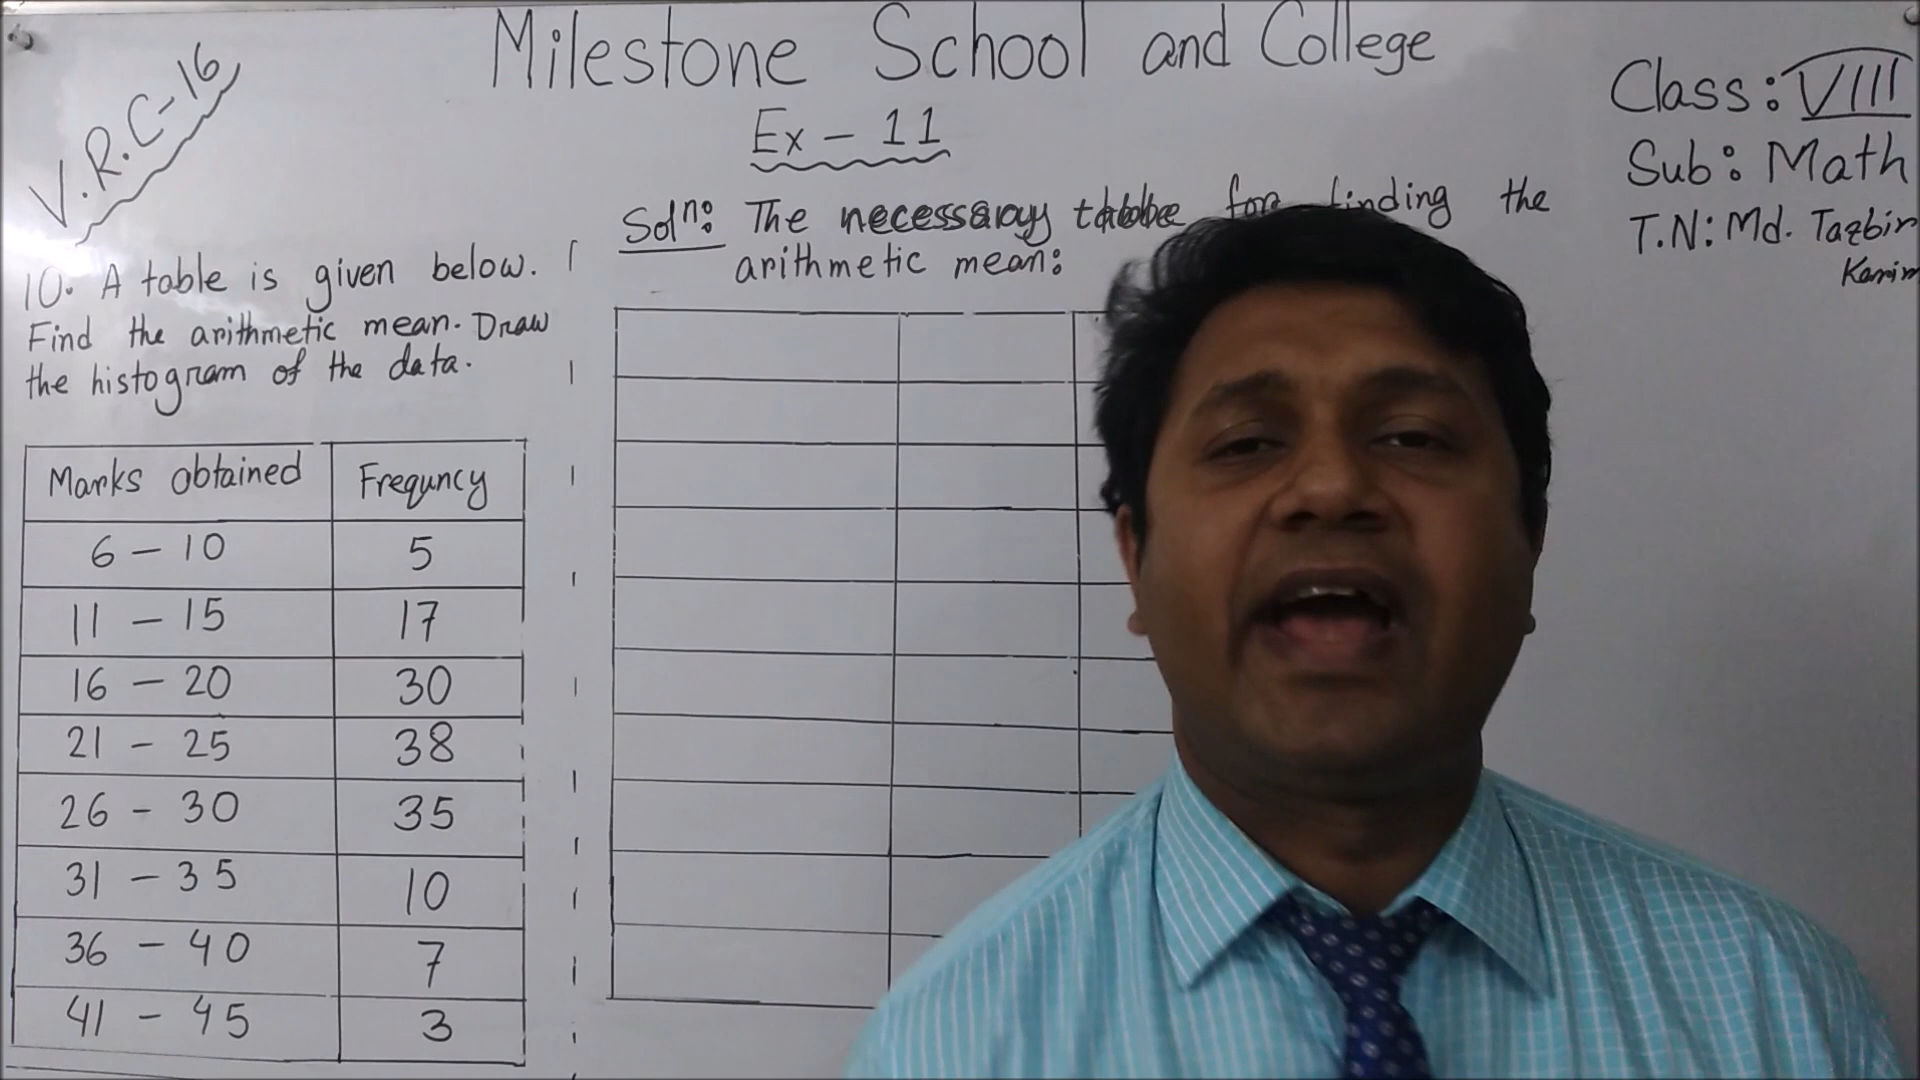 Milestone School and College
V.R.C-16
Ex - 11
Class: VIII
Sub: Math
T.N: Md. Tazbir
Karim
10. A table is given below.
Find the arithmetic mean. Draw
the histogram of the data.
Marks obtained Frequncy
6 - 10 5
11 - 15 17
16 - 20 30
21 - 25 38
26 - 30 35
31 - 35 10
36 - 40 7
41 - 45 3
Solⁿ: The necessary table for finding the
arithmetic mean: